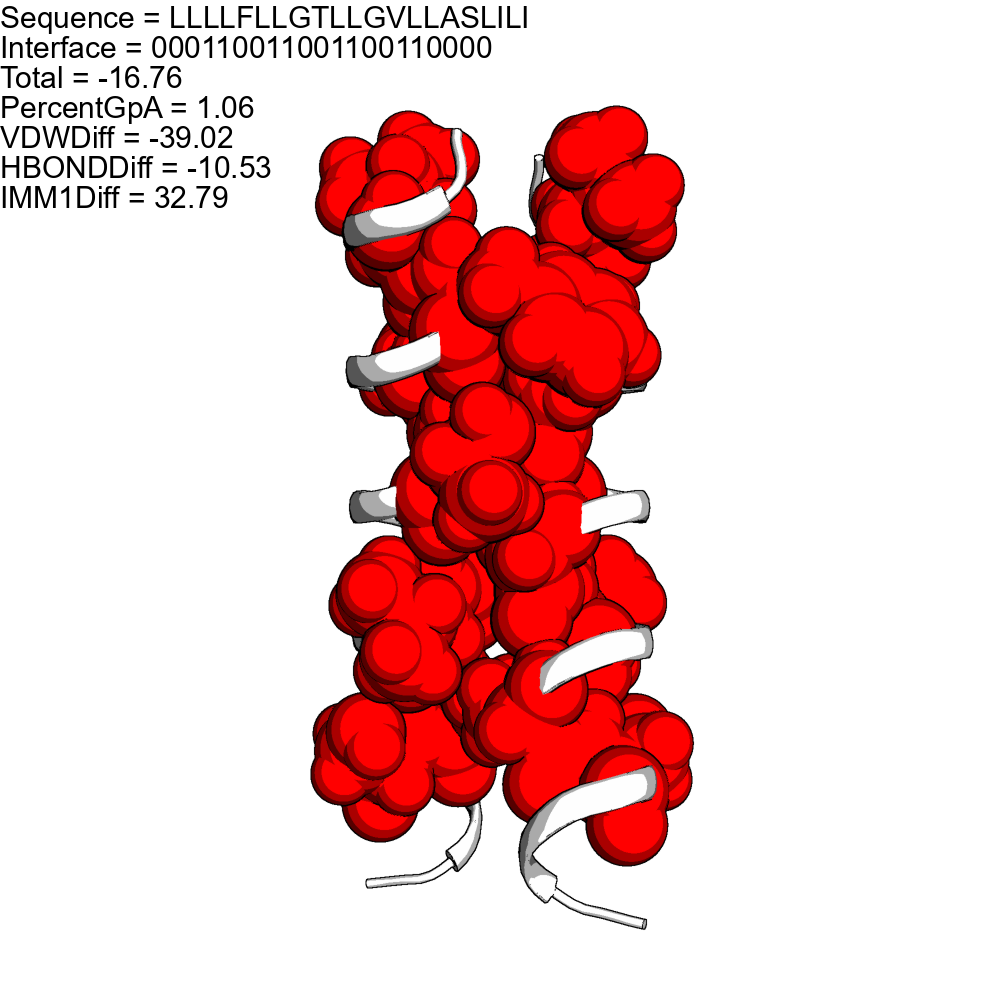 Sequence = LLLLFLLGTLLGVLLASLILI
Interface = 000110011001100110000
Total = -16.76
PercentGpA = 1.06
VDWDiff = -39.02
HBONDDiff = -10.53
IMM1Diff = 32.79